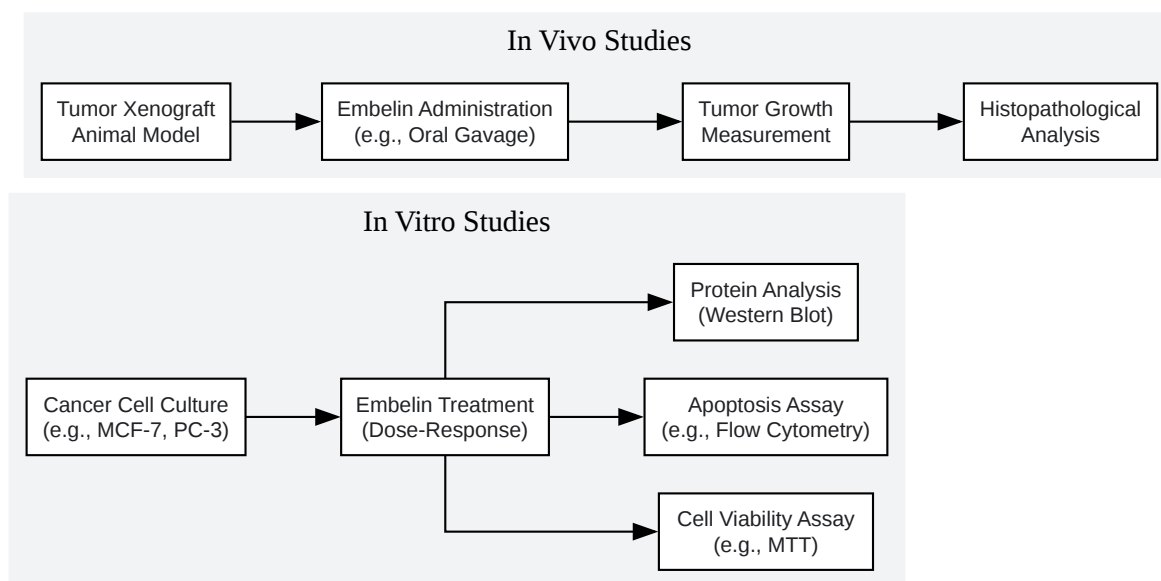 In Vivo Studies
Tumor Xenograft
Animal Model
Embelin Administration
(e.g., Oral Gavage)
Tumor Growth
Measurement
Histopathological
Analysis
In Vitro Studies
Cancer Cell Culture
(e.g., MCF-7, PC-3)
Embelin Treatment
(Dose-Response)
Protein Analysis
(Western Blot)
Apoptosis Assay
(e.g., Flow Cytometry)
Cell Viability Assay
(e.g., MTT)